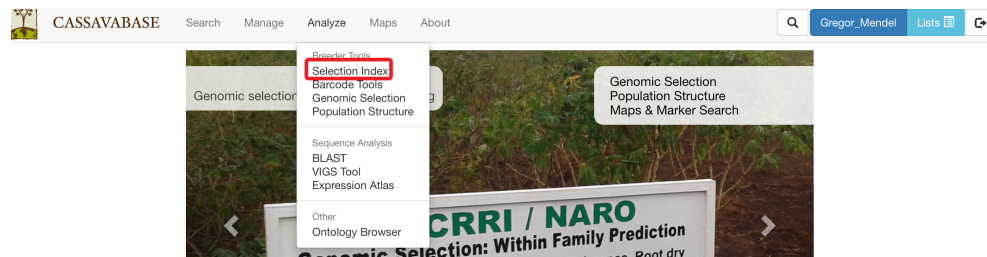 CASSAVABASE Search Manage Analyze Maps About Gregor_Mendel Lists
Breeder Tools
Selection Index
Barcode Tools
Genomic Selection
Population Structure
Sequence Analysis
BLAST
VIGS Tool
Expression Atlas
Other
Ontology Browser
Genomic selection g
Genomic Selection
Population Structure
Maps & Marker Search
CRRI / NARO
Genomic Selection: Within Family Prediction
Root dry